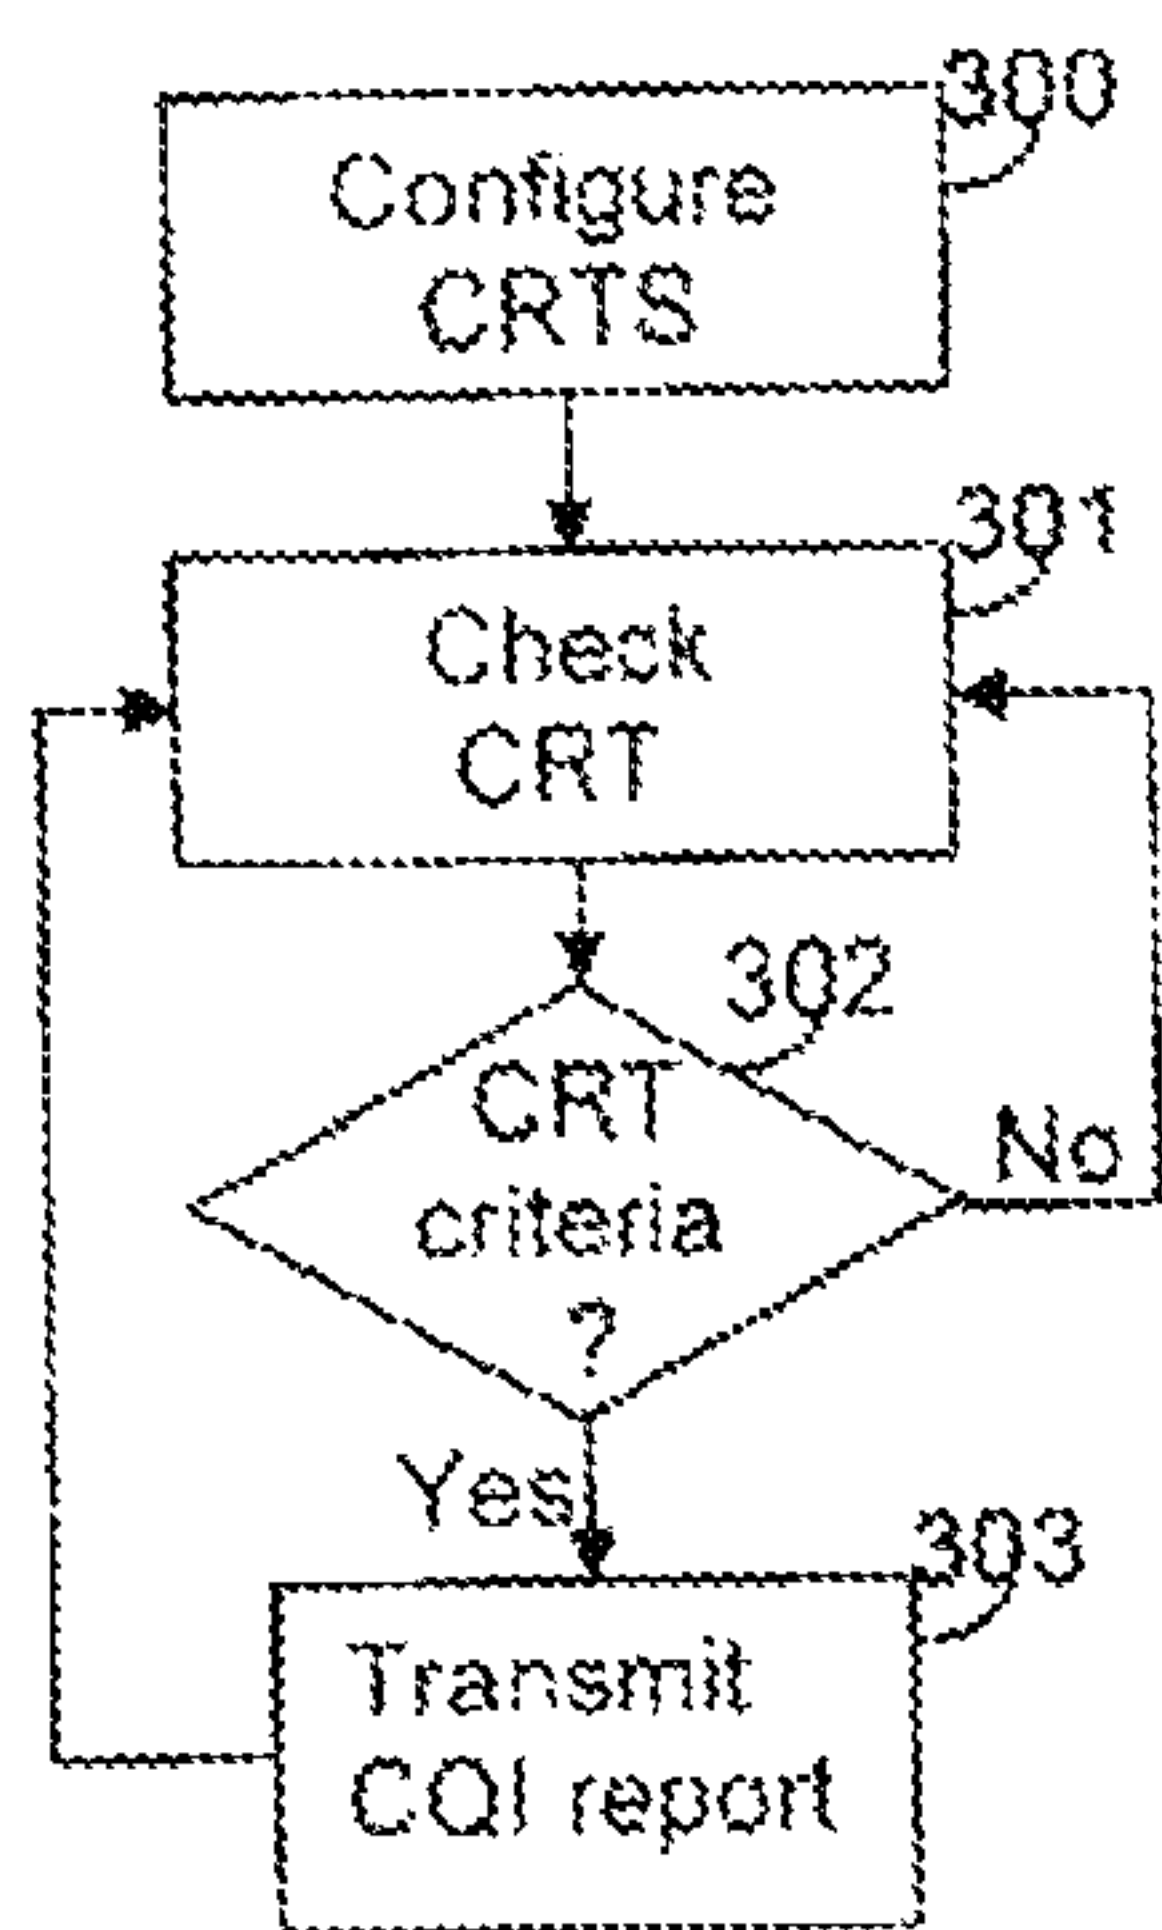 300
Configure
CRTS
301
Check
CRT
302
CRT
criteria
?
No
Yes
303
Transmit
CQI report